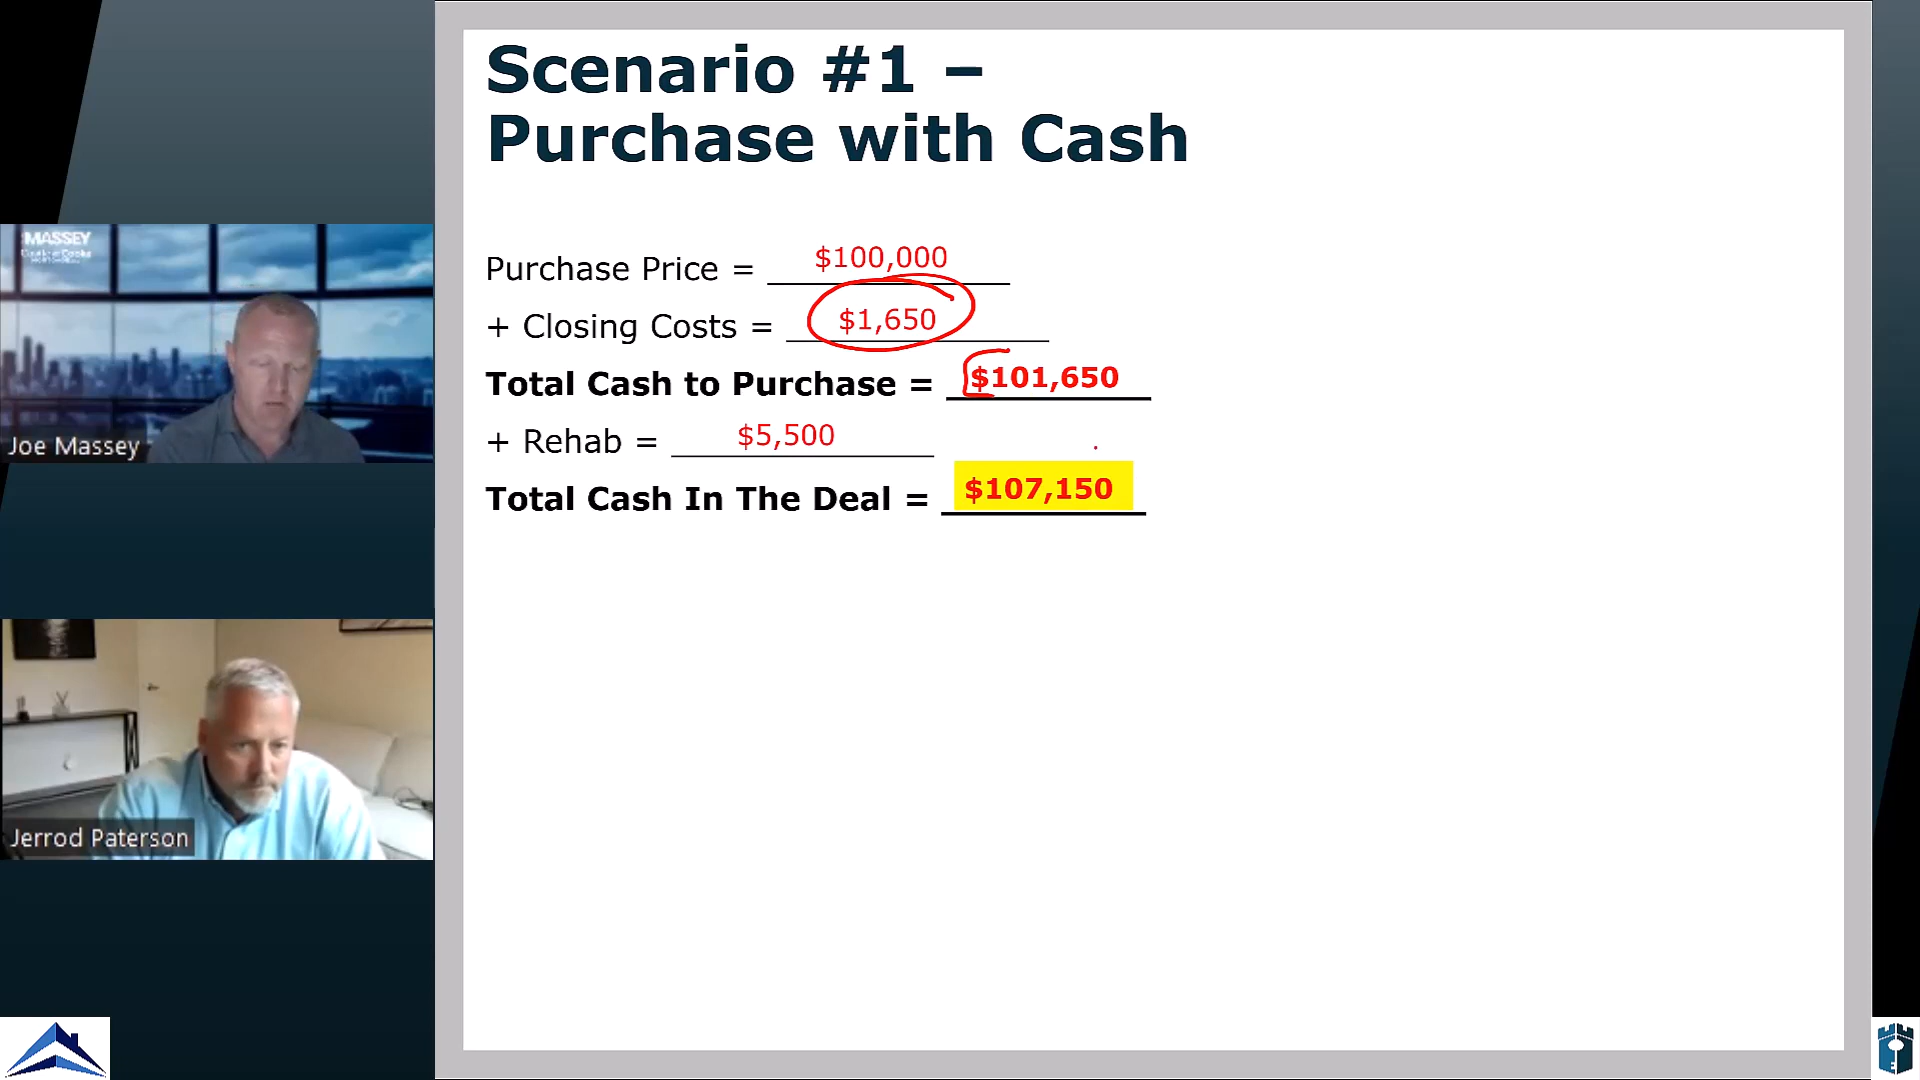 Scenario #1 –
Purchase with Cash
Purchase Price = $100,000
+ Closing Costs = $1,650
Total Cash to Purchase = $101,650
+ Rehab = $5,500
Total Cash In The Deal = $107,150
MASSEY
Joe Massey
Jerrod Paterson